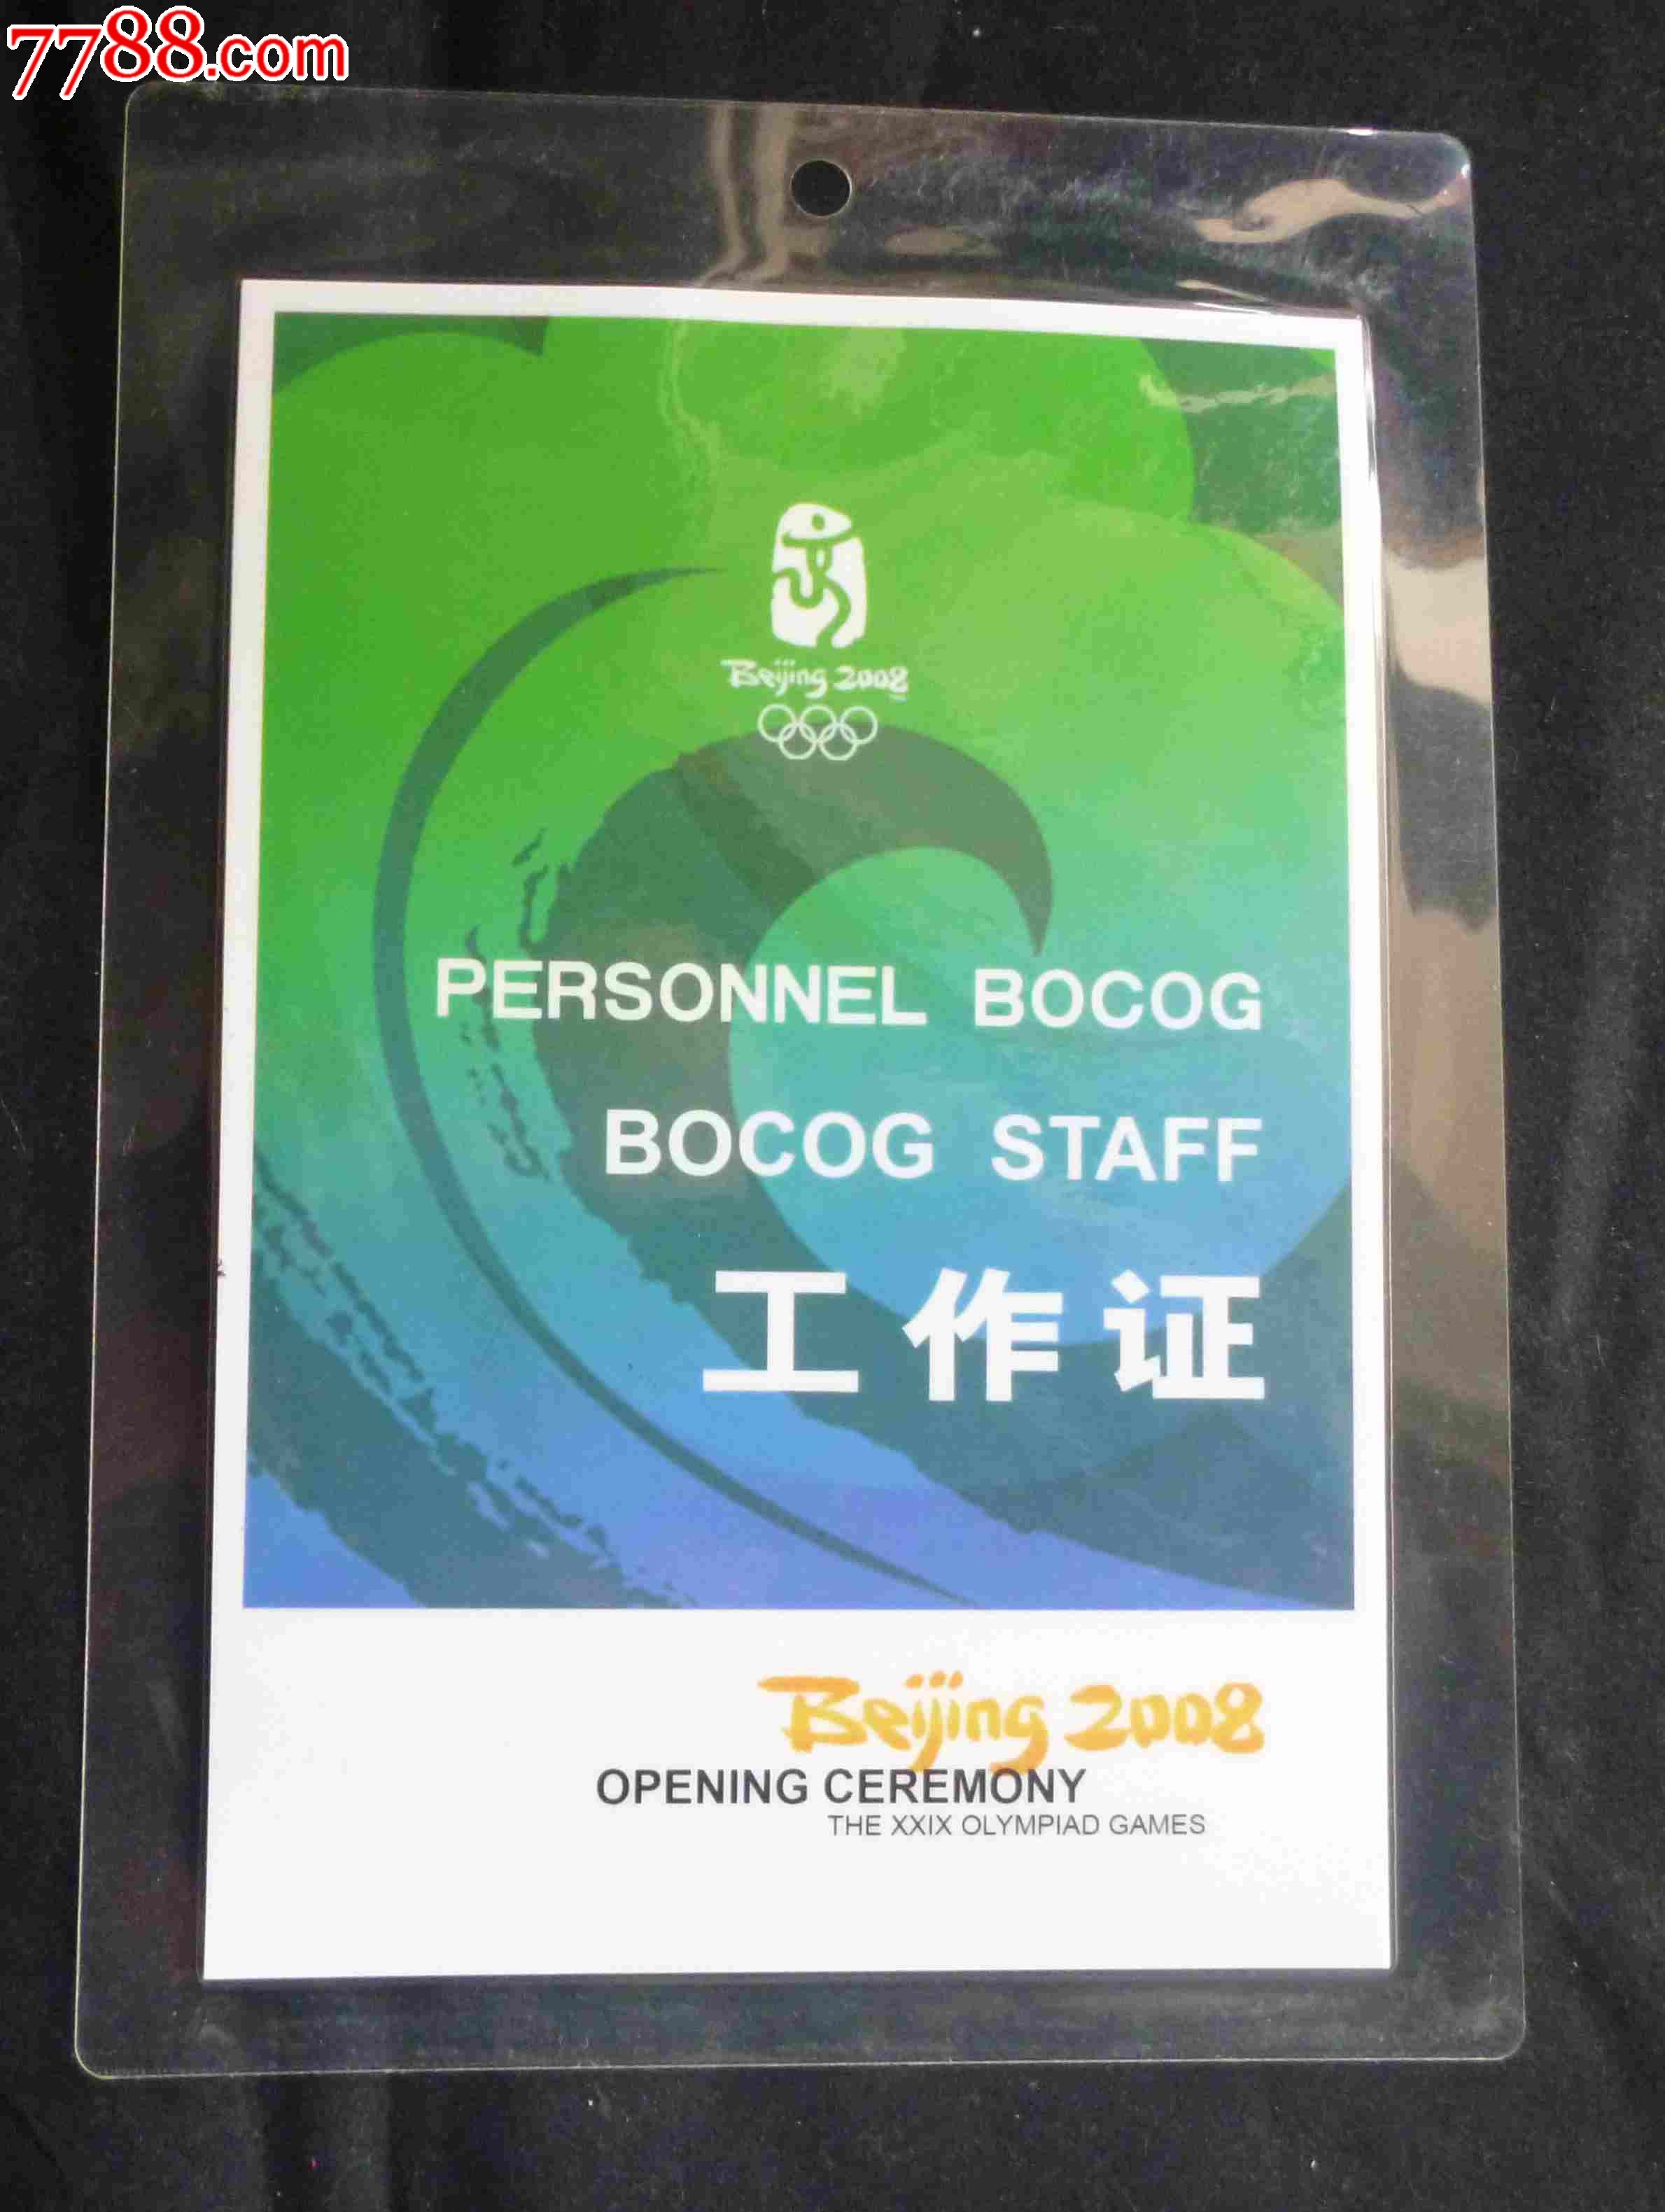 7788.com
Beijing 2008
PERSONNEL BOCOG
BOCOG STAFF
工作证
Beijing 2008
OPENING CEREMONY
THE XXIX OLYMPIAD GAMES